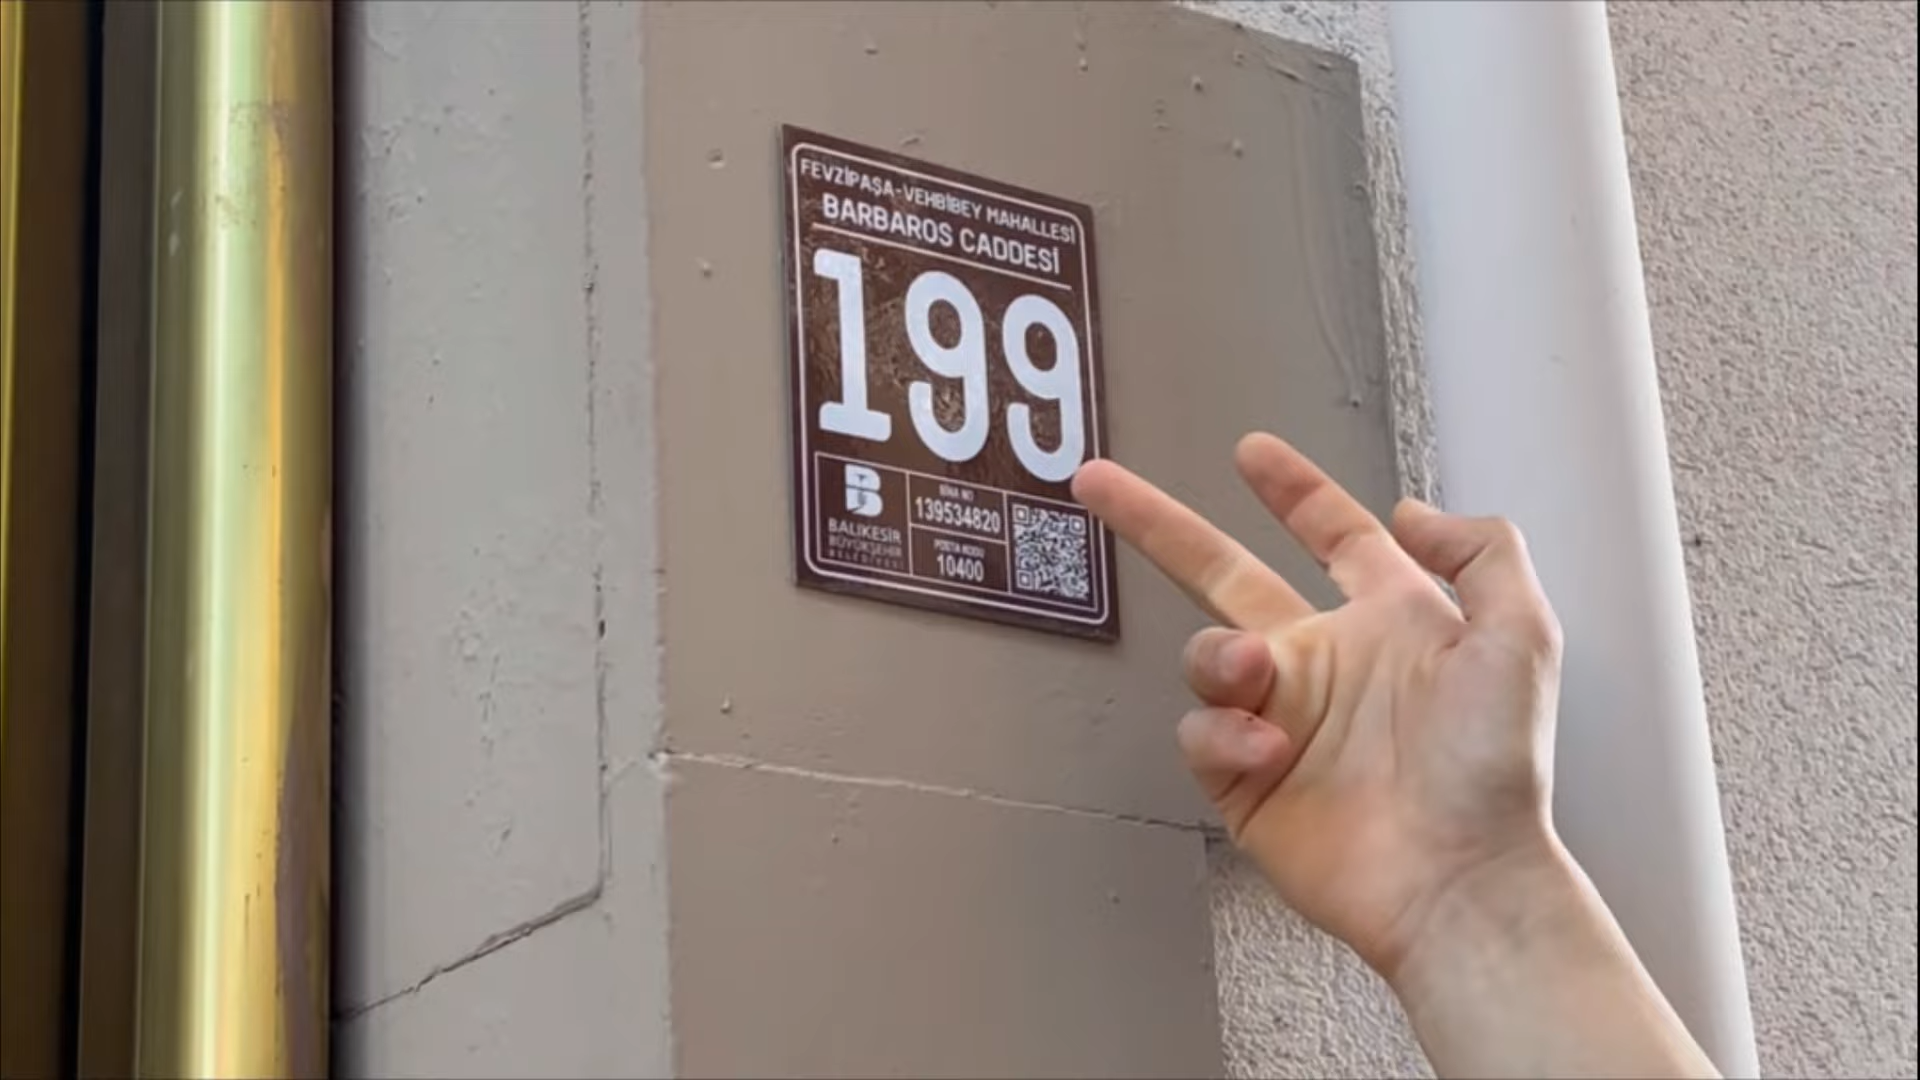 FEVZİPAŞA-VEHBİBEY MAHALLESİ
BARBAROS CADDESİ
199
B
BALIKESİR
BÜYÜKŞEHİR
BELEDİYESİ
BİNA NO
139534820
POSTA KODU
10400